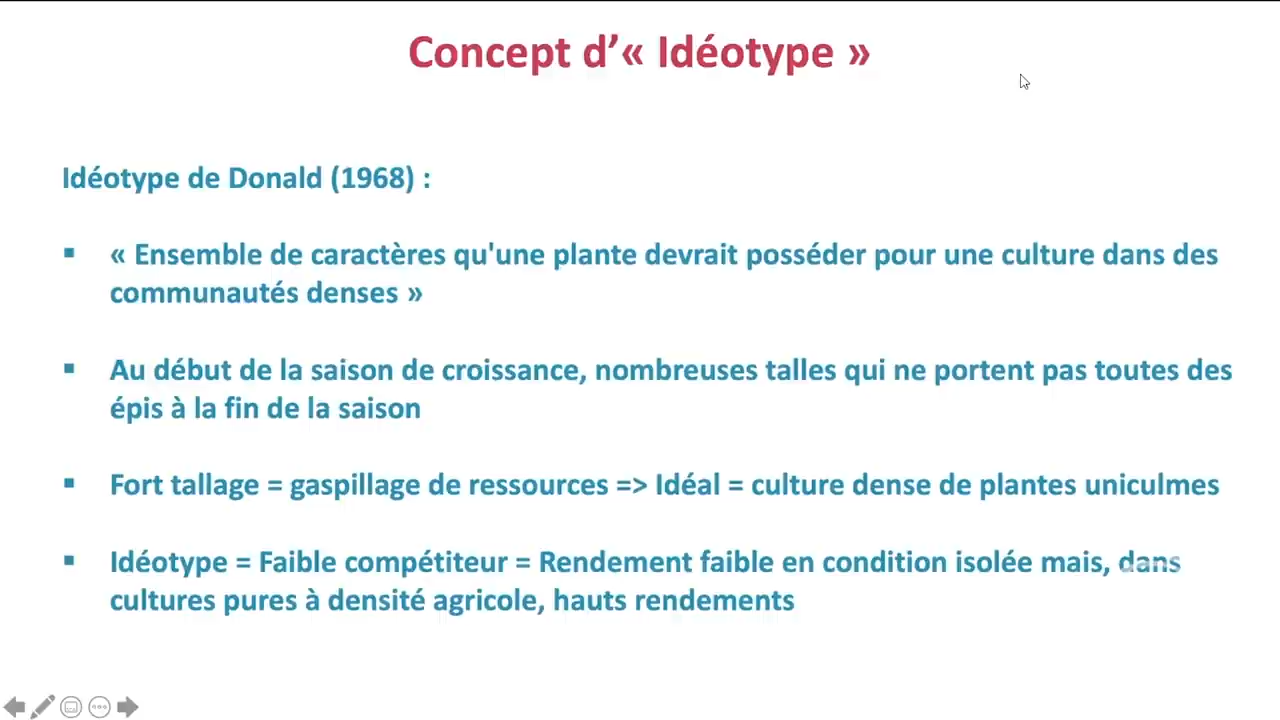 Concept d’« Idéotype »
Idéotype de Donald (1968) :
▪ « Ensemble de caractères qu'une plante devrait posséder pour une culture dans des
communautés denses »
▪ Au début de la saison de croissance, nombreuses talles qui ne portent pas toutes des
épis à la fin de la saison
▪ Fort tallage = gaspillage de ressources => Idéal = culture dense de plantes uniculmes
▪ Idéotype = Faible compétiteur = Rendement faible en condition isolée mais, dans
cultures pures à densité agricole, hauts rendements